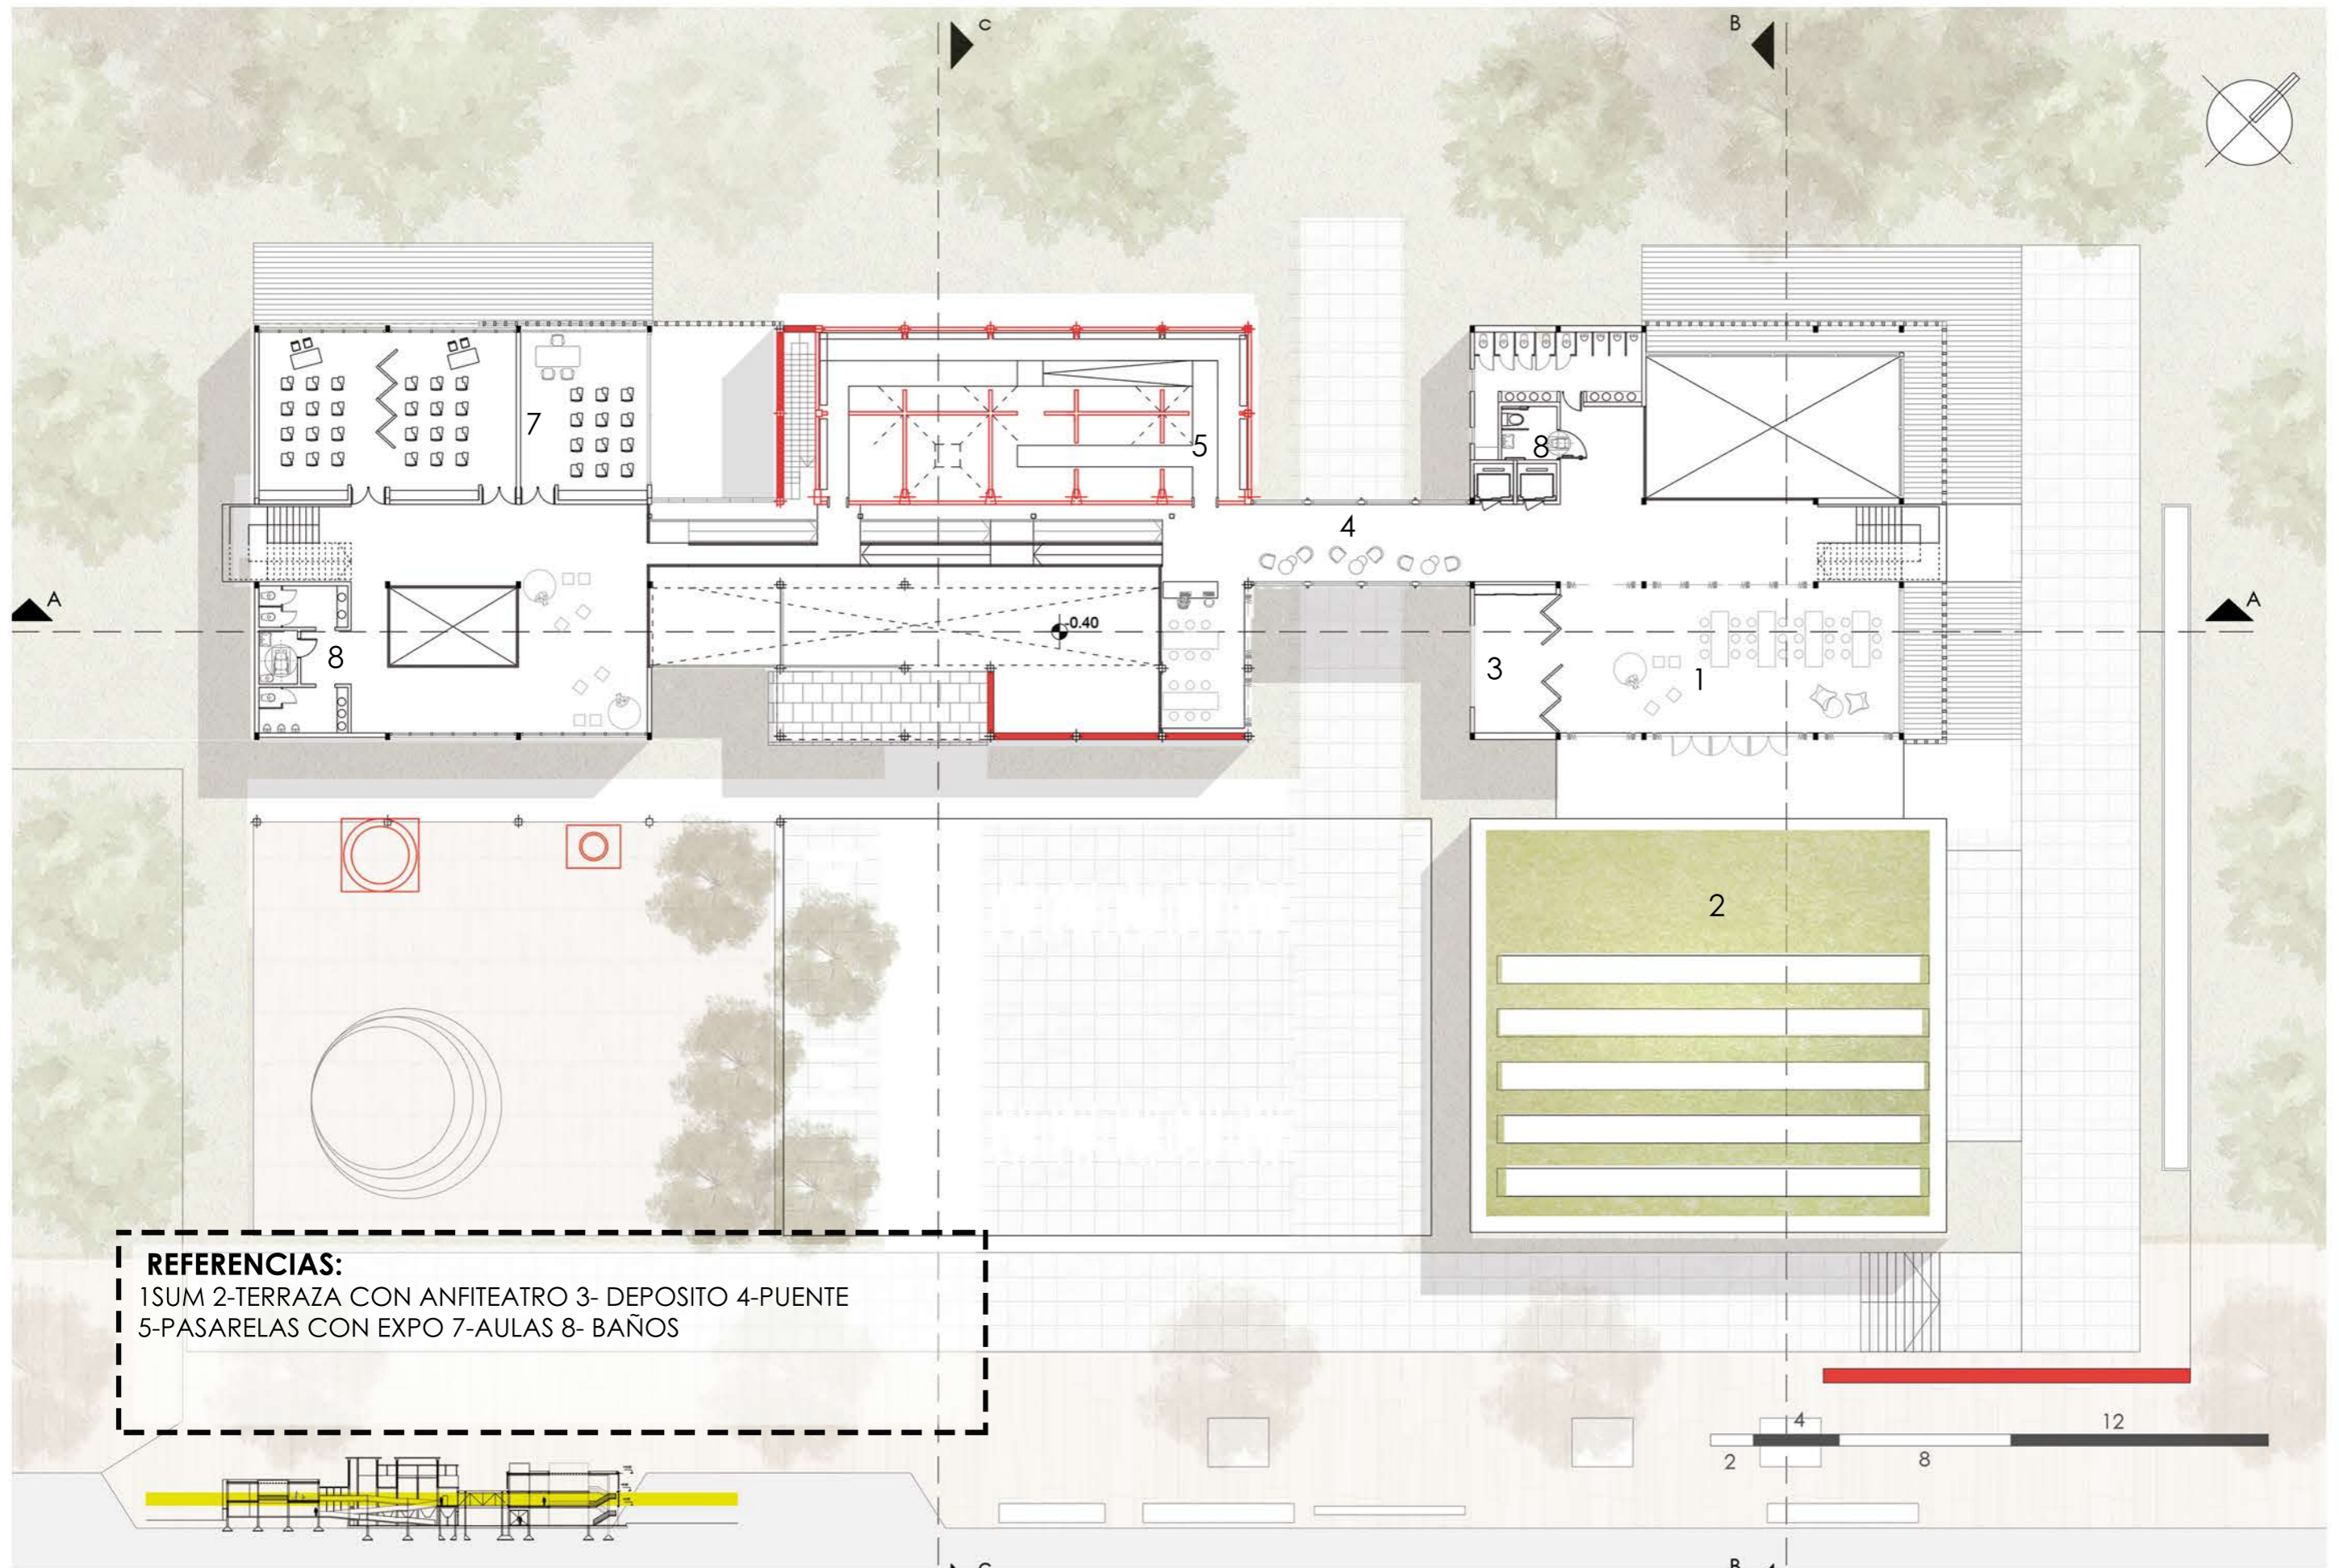 C
B
7
5
8
4
A
-0.40
A
8
3
1
2
REFERENCIAS:
1SUM 2-TERRAZA CON ANFITEATRO 3- DEPOSITO 4-PUENTE
5-PASARELAS CON EXPO 7-AULAS 8- BAÑOS
4
12
2
8
C
B